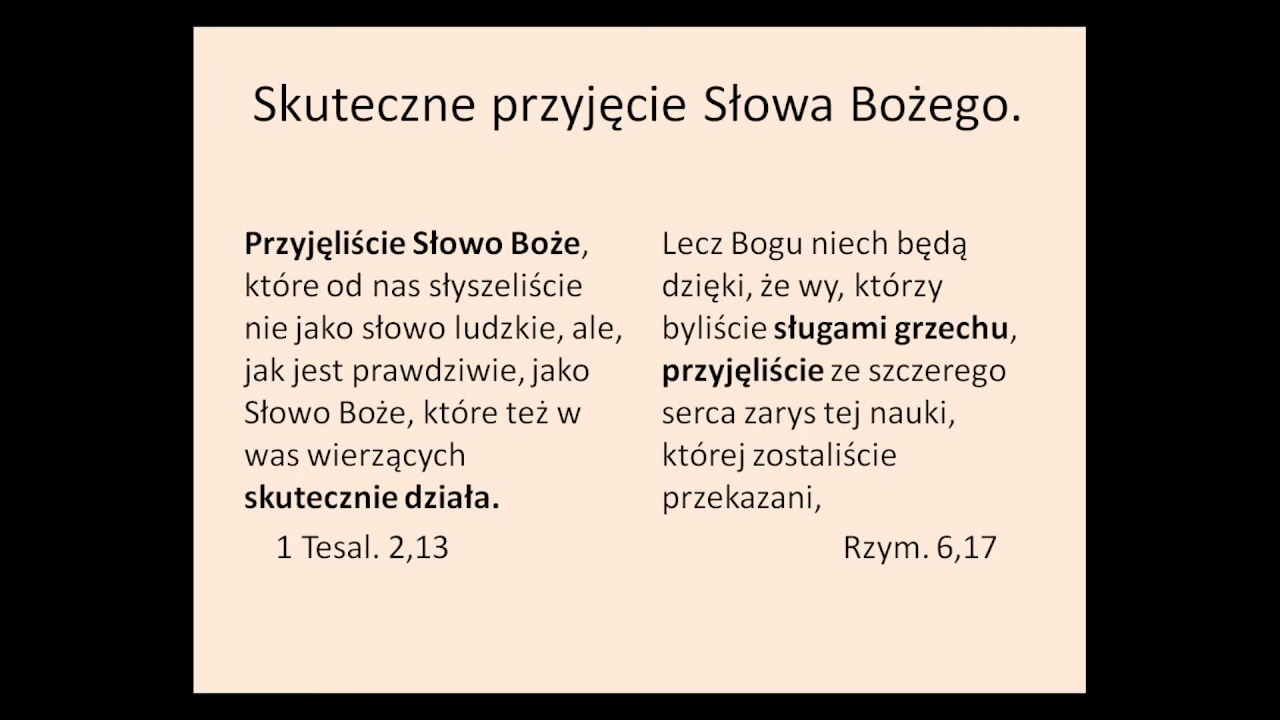 Skuteczne przyjęcie Słowa Bożego.
Przyjęliście Słowo Boże,
które od nas słyszeliście
nie jako słowo ludzkie, ale,
jak jest prawdziwie, jako
Słowo Boże, które też w
was wierzących
skutecznie działa.
1 Tesal. 2,13
Lecz Bogu niech będą
dzięki, że wy, którzy
byliście sługami grzechu,
przyjęliście ze szczerego
serca zarys tej nauki,
której zostaliście
przekazani,
Rzym. 6,17